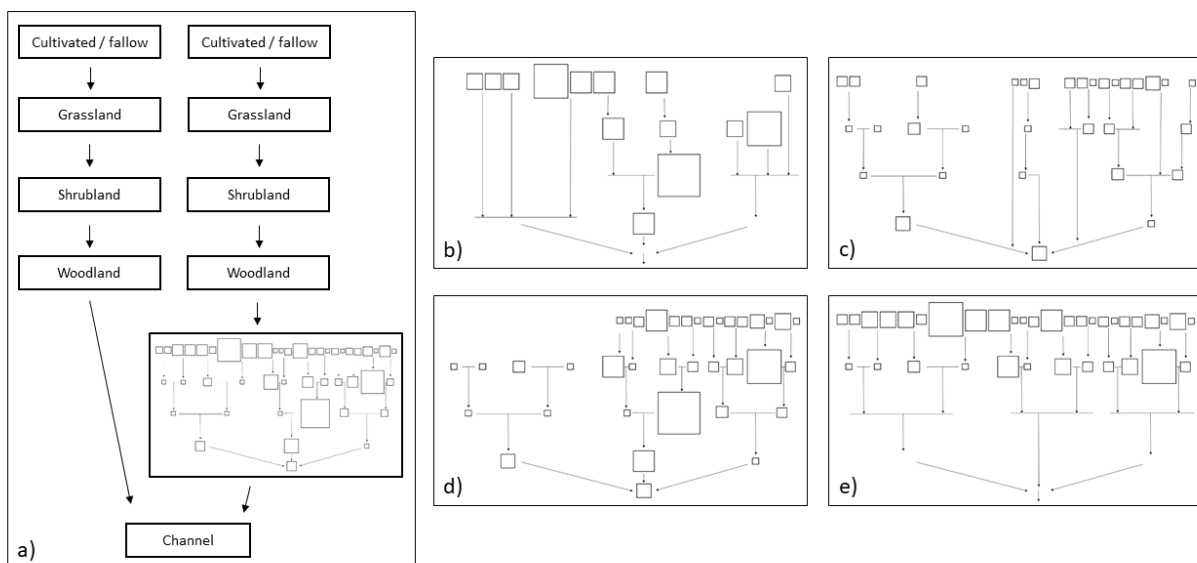 Cultivated / fallow
Cultivated / fallow
Grassland
Grassland
Shrubland
Shrubland
Woodland
Woodland
Channel
a)
b)
c)
d)
e)